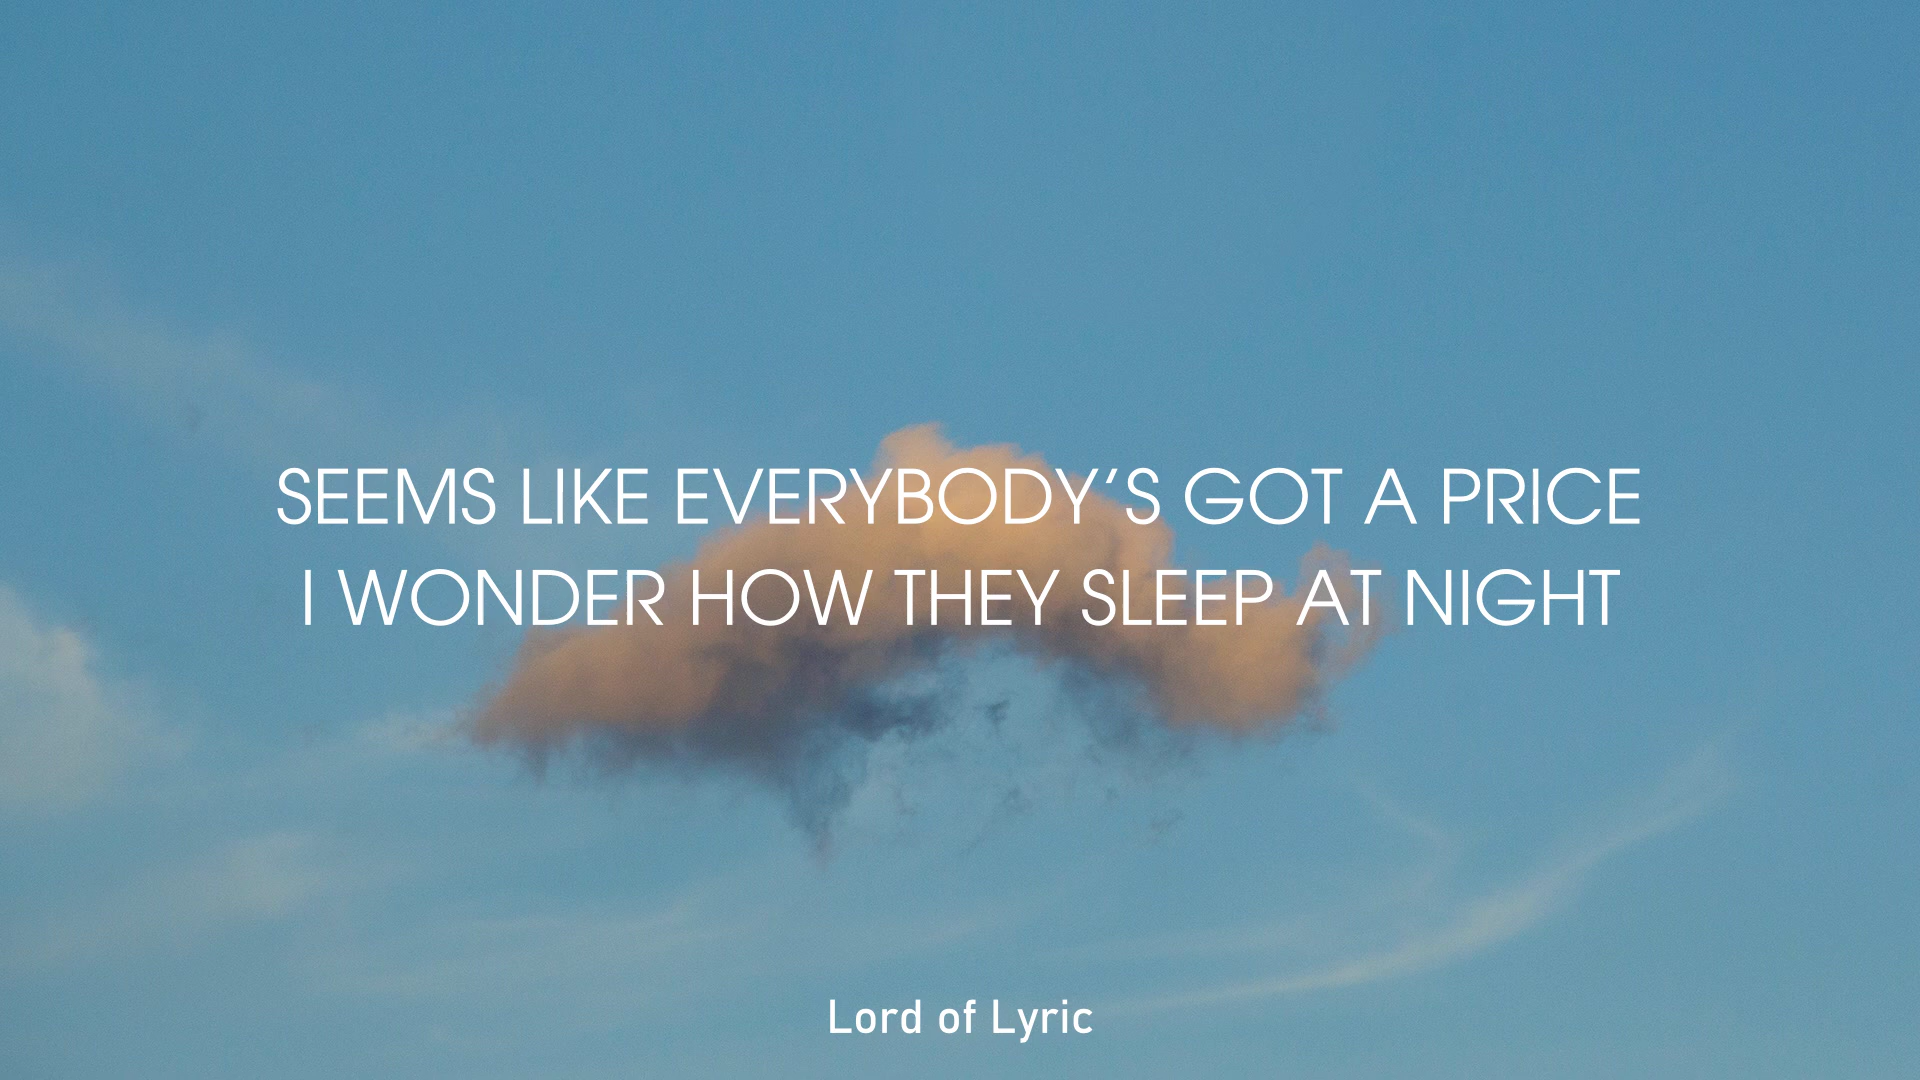 SEEMS LIKE EVERYBODY'S GOT A PRICE
I WONDER HOW THEY SLEEP AT NIGHT
Lord of Lyric